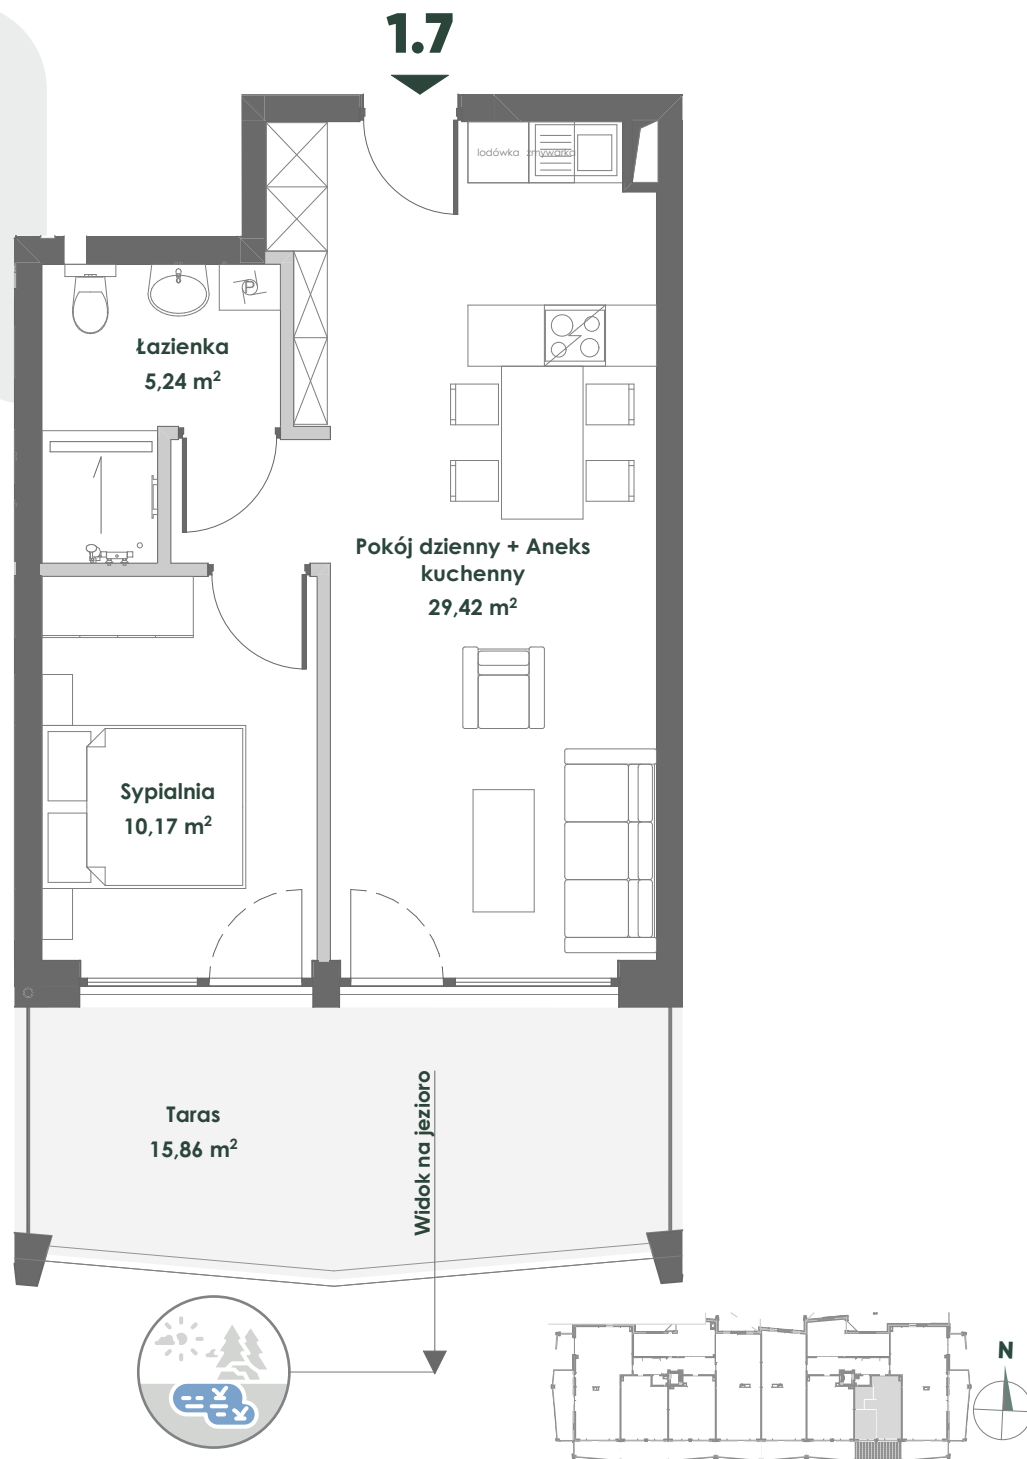 1.7
lodówka zmywarka
Łazienka
5,24 m²
Pokój dzienny + Aneks
kuchenny
29,42 m²
Sypialnia
10,17 m²
Taras
15,86 m²
Widok na jezioro
N